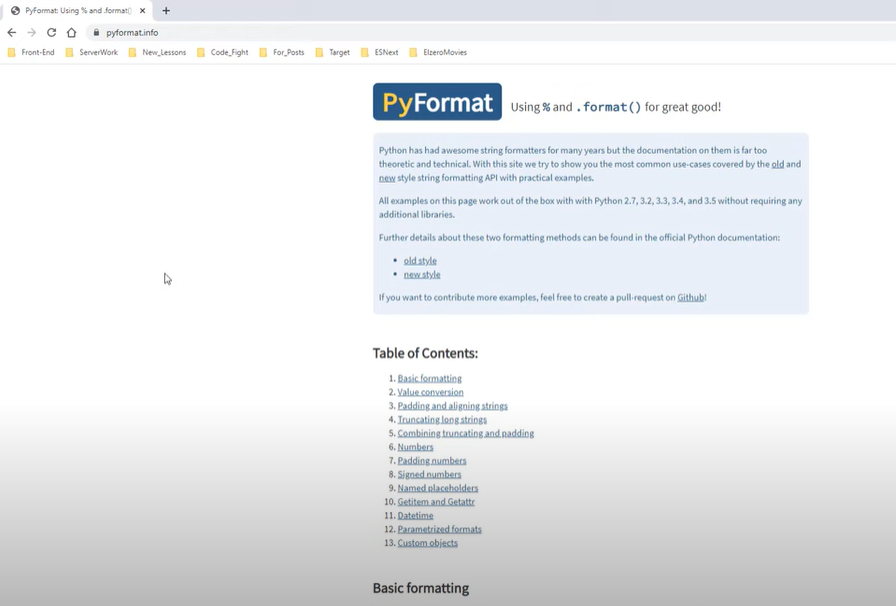 PyFormat: Using % and .format()
pyformat.info
Front-End ServerWork New_Lessons Code_Fight For_Posts Target ESNext ElzeroMovies
PyFormat Using % and .format() for great good!
Python has had awesome string formatters for many years but the documentation on them is far too
theoretic and technical. With this site we try to show you the most common use-cases covered by the old and
new style string formatting API with practical examples.
All examples on this page work out of the box with with Python 2.7, 3.2, 3.3, 3.4, and 3.5 without requiring any
additional libraries.
Further details about these two formatting methods can be found in the official Python documentation:
• old style
• new style
If you want to contribute more examples, feel free to create a pull-request on Github!
Table of Contents:
1. Basic formatting
2. Value conversion
3. Padding and aligning strings
4. Truncating long strings
5. Combining truncating and padding
6. Numbers
7. Padding numbers
8. Signed numbers
9. Named placeholders
10. Getitem and Getattr
11. Datetime
12. Parametrized formats
13. Custom objects
Basic formatting